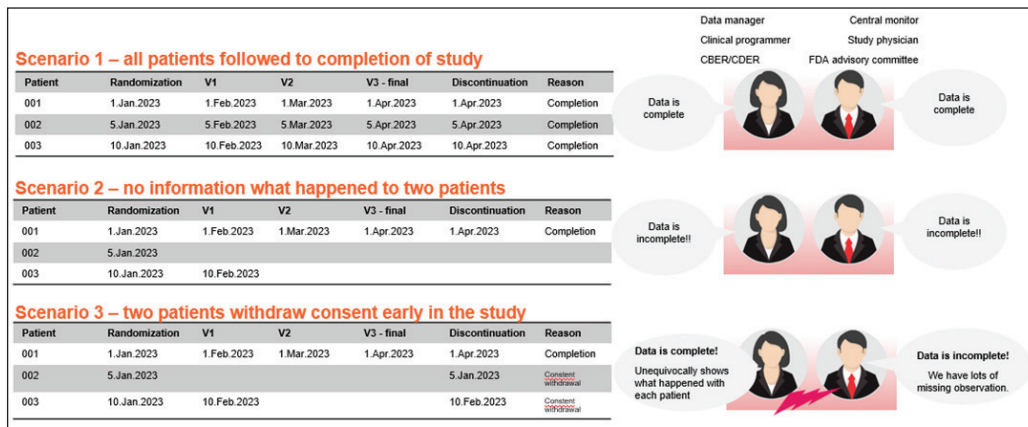 Data manager Central monitor
Clinical programmer Study physician
CBER/CDER FDA advisory committee
Scenario 1 – all patients followed to completion of study
Patient Randomization V1 V2 V3 - final Discontinuation Reason
001 1.Jan.2023 1.Feb.2023 1.Mar.2023 1.Apr.2023 1.Apr.2023 Completion
002 5.Jan.2023 5.Feb.2023 5.Mar.2023 5.Apr.2023 5.Apr.2023 Completion
003 10.Jan.2023 10.Feb.2023 10.Mar.2023 10.Apr.2023 10.Apr.2023 Completion
Data is
complete
Data is
complete
Scenario 2 – no information what happened to two patients
Patient Randomization V1 V2 V3 - final Discontinuation Reason
001 1.Jan.2023 1.Feb.2023 1.Mar.2023 1.Apr.2023 1.Apr.2023 Completion
002 5.Jan.2023
003 10.Jan.2023 10.Feb.2023
Data is
incomplete!!
Data is
incomplete!!
Scenario 3 – two patients withdraw consent early in the study
Patient Randomization V1 V2 V3 - final Discontinuation Reason
001 1.Jan.2023 1.Feb.2023 1.Mar.2023 1.Apr.2023 1.Apr.2023 Completion
002 5.Jan.2023 5.Jan.2023 Constent
withdrawal
003 10.Jan.2023 10.Feb.2023 10.Feb.2023 Constent
withdrawal
Data is complete!
Unequivocally shows
what happened with
each patient
Data is incomplete!
We have lots of
missing observation.